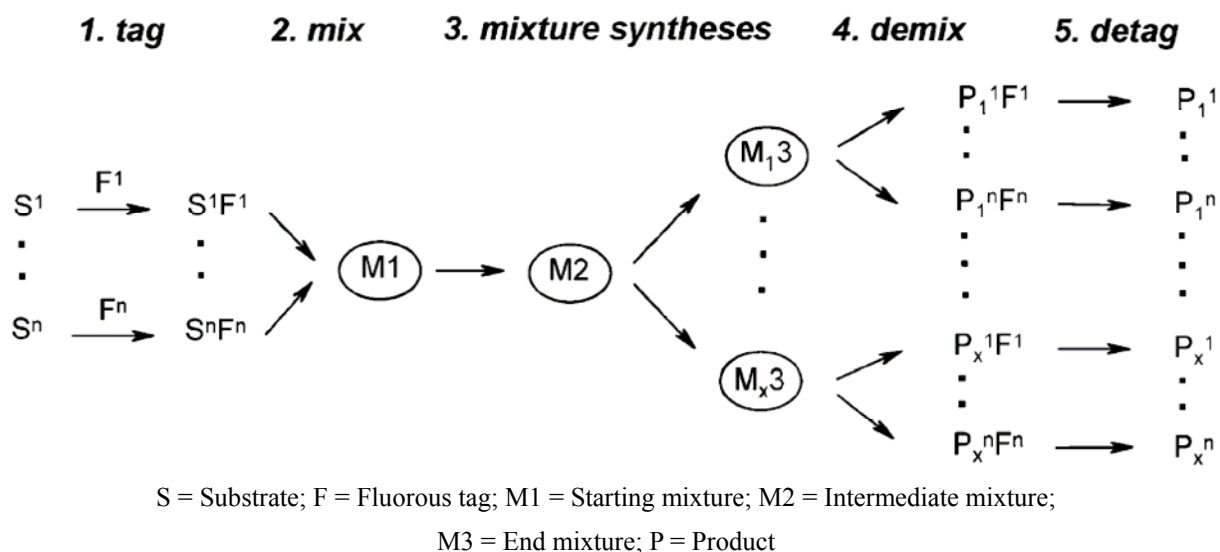 1. tag 2. mix 3. mixture syntheses 4. demix 5. detag
P₁¹F¹ P₁¹
M₁3
F¹
S¹ S¹F¹ P₁ⁿFⁿ P₁ⁿ
M1 M2
Fⁿ
Sⁿ SⁿFⁿ Pₓ¹F¹ Pₓ¹
Mₓ3
PₓⁿFⁿ Pₓⁿ
S = Substrate; F = Fluorous tag; M1 = Starting mixture; M2 = Intermediate mixture;
M3 = End mixture; P = Product